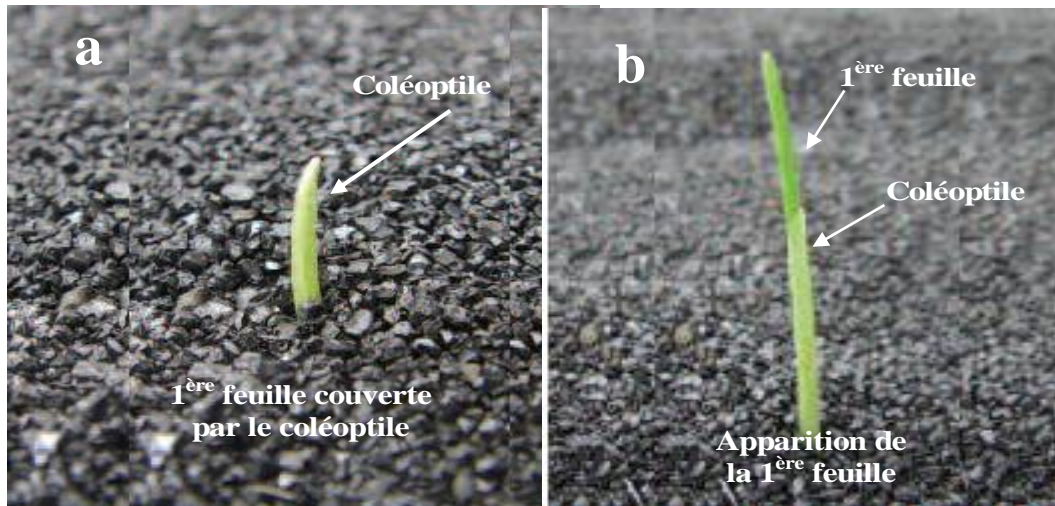 a
Coléoptile
1ère feuille couverte
par le coléoptile
b
1ère feuille
Coléoptile
Apparition de
la 1ère feuille